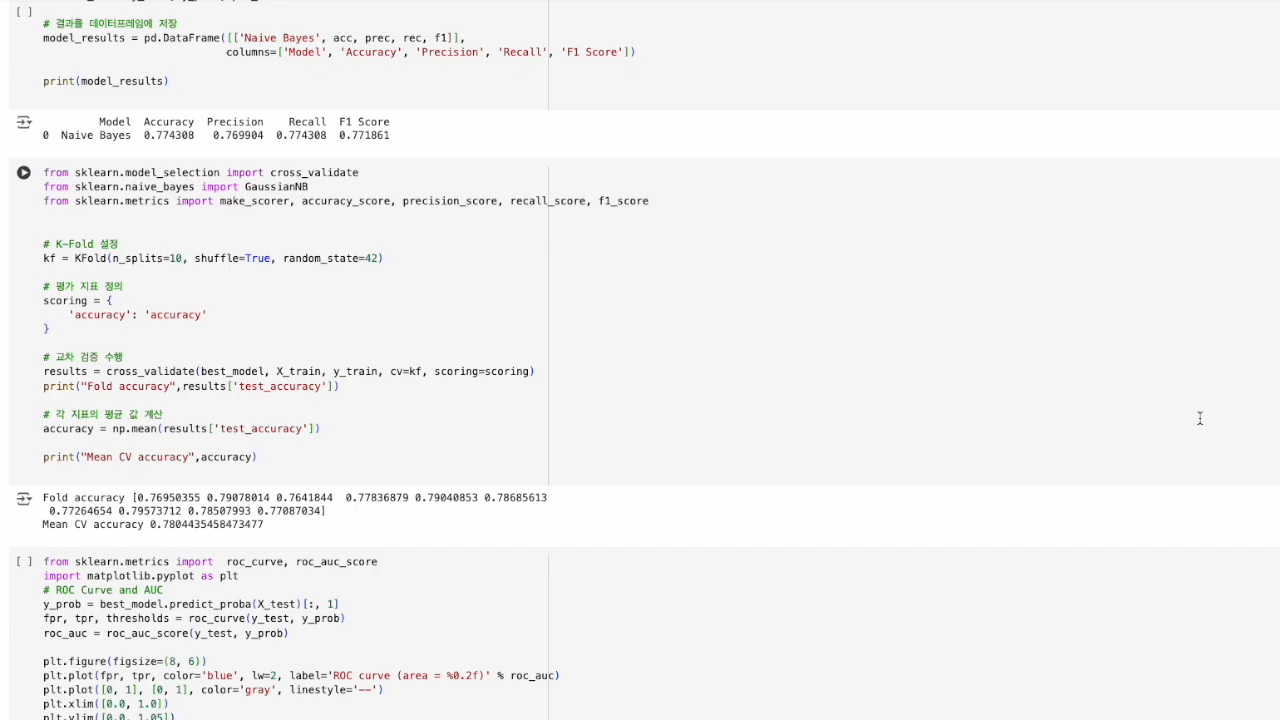 [ ]
# 결과를 데이터프레임에 저장
model_results = pd.DataFrame([['Naive Bayes', acc, prec, rec, f1]],
columns=['Model', 'Accuracy', 'Precision', 'Recall', 'F1 Score'])
print(model_results)
Model Accuracy Precision Recall F1 Score
0 Naive Bayes 0.774308 0.769904 0.774308 0.771861
from sklearn.model_selection import cross_validate
from sklearn.naive_bayes import GaussianNB
from sklearn.metrics import make_scorer, accuracy_score, precision_score, recall_score, f1_score
# K-Fold 설정
kf = KFold(n_splits=10, shuffle=True, random_state=42)
# 평가 지표 정의
scoring = {
'accuracy': 'accuracy'
}
# 교차 검증 수행
results = cross_validate(best_model, X_train, y_train, cv=kf, scoring=scoring)
print("Fold accuracy",results['test_accuracy'])
# 각 지표의 평균 값 계산
accuracy = np.mean(results['test_accuracy'])
print("Mean CV accuracy",accuracy)
Fold accuracy [0.76950355 0.79078014 0.7641844 0.77836879 0.79040853 0.78685613
0.77264654 0.79573712 0.78507993 0.77087034]
Mean CV accuracy 0.7804435458473477
[ ] from sklearn.metrics import roc_curve, roc_auc_score
import matplotlib.pyplot as plt
# ROC Curve and AUC
y_prob = best_model.predict_proba(X_test)[:, 1]
fpr, tpr, thresholds = roc_curve(y_test, y_prob)
roc_auc = roc_auc_score(y_test, y_prob)
plt.figure(figsize=(8, 6))
plt.plot(fpr, tpr, color='blue', lw=2, label='ROC curve (area = %0.2f)' % roc_auc)
plt.plot([0, 1], [0, 1], color='gray', linestyle='--')
plt.xlim([0.0, 1.0])
plt.ylim([0.0, 1.05])